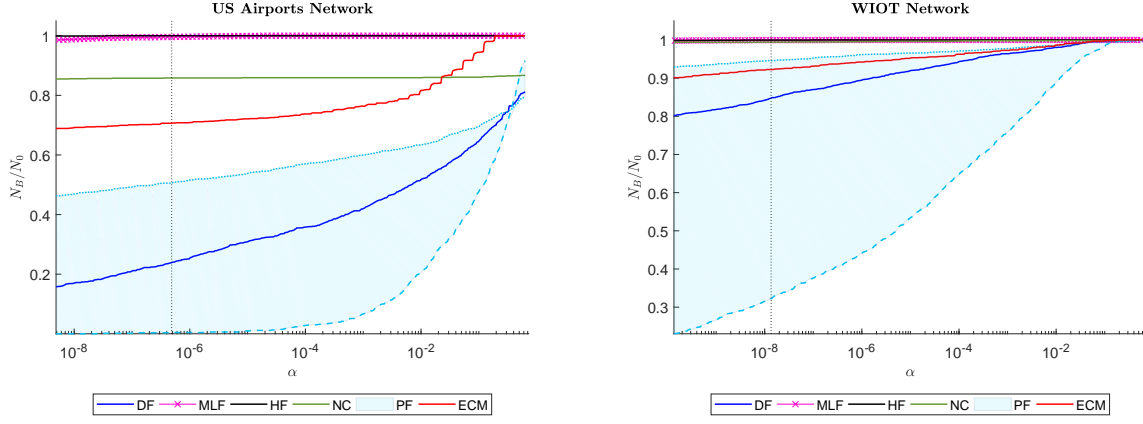 US Airports Network
N_B/N_0
1
0.8
0.6
0.4
0.2
10^-8
10^-6
10^-4
10^-2
α
DF MLF HF NC PF ECM
WIOT Network
N_B/N_0
1
0.9
0.8
0.7
0.6
0.5
0.4
0.3
10^-8
10^-6
10^-4
10^-2
α
DF MLF HF NC PF ECM